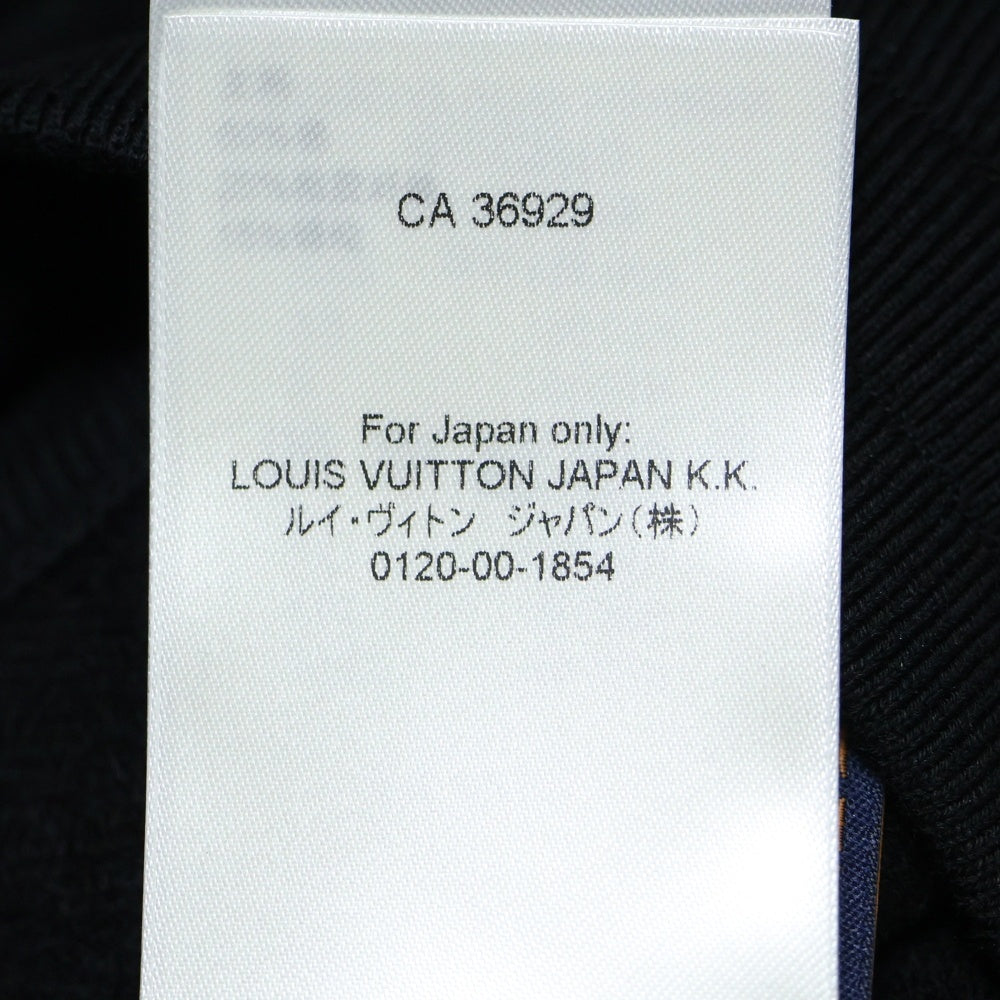 CA 36929
For Japan only:
LOUIS VUITTON JAPAN K.K.
ルイ・ヴィトン　ジャパン(株)
0120-00-1854